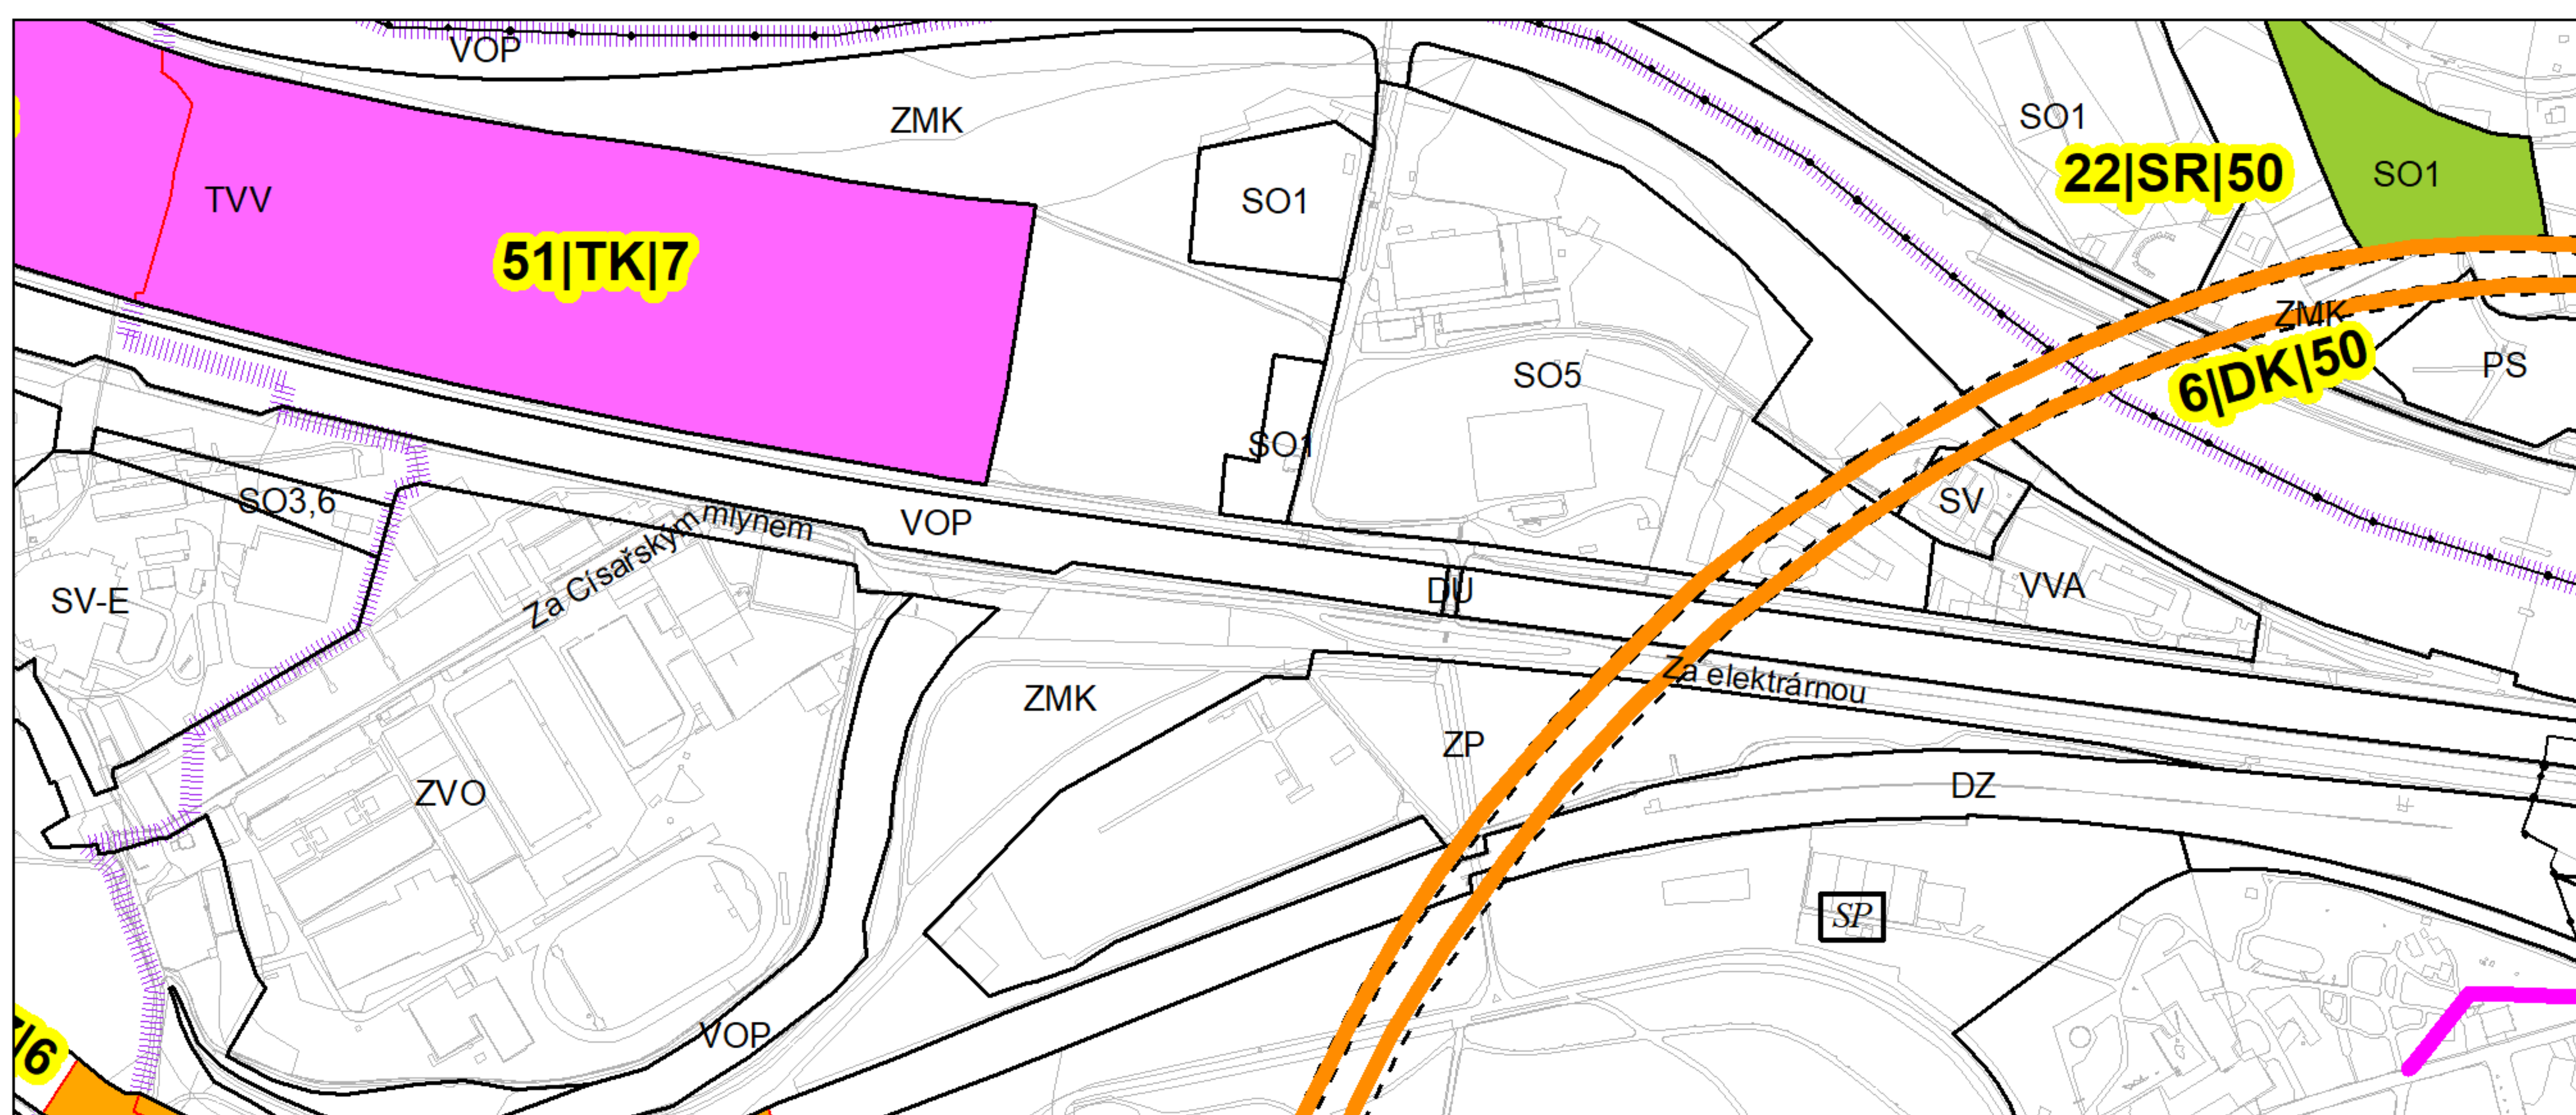 VOP
ZMK
SO1
22|SR|50
SO1
TVV
SO1
51|TK|7
ZMK
6|DK|50
PS
SO5
SO1
SO3,6
SV
Za Císařským mlýnem
VOP
DU
VVA
SV-E
Za elektrárnou
ZMK
ZP
ZVO
DZ
SP
VOP